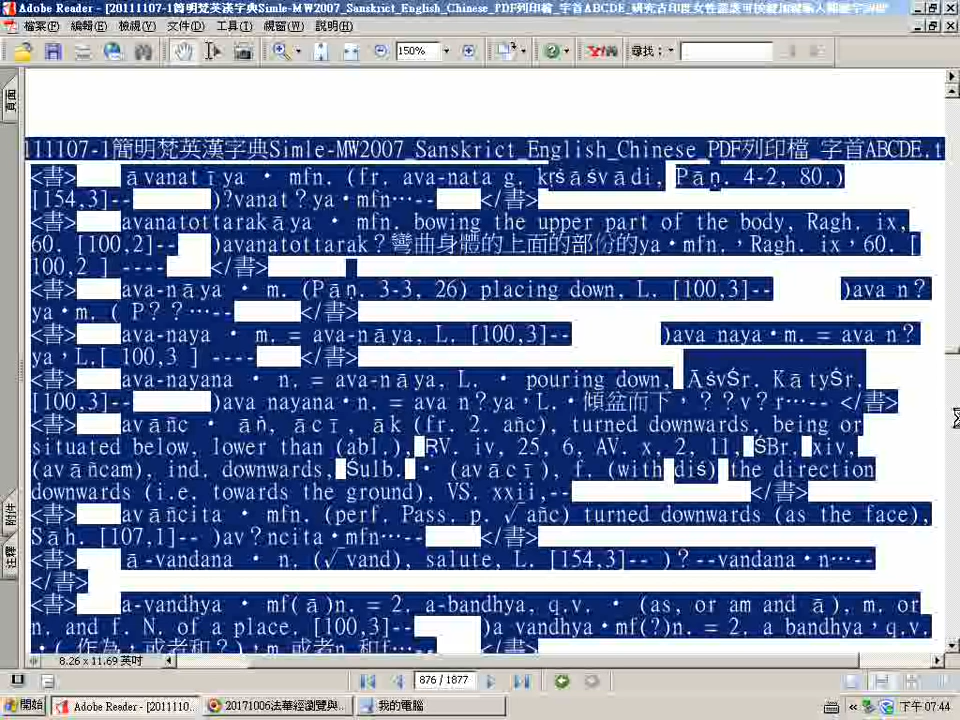 Adobe Reader - [20111107-1簡明梵英漢字典Simle-MW2007_Sanskrict_English_Chinese_PDF列印檔_字首ABCDE_研究古印度女性
檔案(F) 編輯(E) 檢視(V) 文件(D) 工具(T) 視窗(W) 說明(H)
150% 尋找:
頁面
111107-1簡明梵英漢字典Simle-MW2007_Sanskrict_English_Chinese_PDF列印檔_字首ABCDE.t
<書> āvanatīya • mfn. (fr. ava-nata g. kṛśāśvādi, Pāṇ. 4-2, 80.)
[154,3]-- )?vanat?ya•mfn…-- </書>
<書> avanatottarakāya • mfn. bowing the upper part of the body, Ragh. ix,
60. [100,2]-- )avanatottarak?彎曲身體的上面的部份的ya•mfn.，Ragh. ix，60. [
100,2 ] ---- </書>
<書> ava-nāya • m. (Pāṇ. 3-3, 26) placing down, L. [100,3]-- )ava n?
ya•m. ( P??…-- </書>
<書> ava-naya • m. = ava-nāya, L. [100,3]-- )ava naya•m. = ava n?
ya，L.[ 100,3 ] ---- </書>
<書> ava-nayana • n. = ava-nāya, L. • pouring down, ĀśvŚr. KātyŚr.
[100,3]-- )ava nayana•n. = ava n?ya，L.•傾盆而下，??v?r…-- </書>
<書> avāñc • āṅ, ācī, āk (fr. 2. añc), turned downwards, being or
situated below, lower than (abl.), RV. iv, 25, 6, AV. x, 2, 11, ŚBr. xiv,
(avāñcam), ind. downwards, Śulb. • (avācī), f. (with diś) the direction
downwards (i.e. towards the ground), VS. xxii,-- </書>
<書> avāñcita • mfn. (perf. Pass. p. √añc) turned downwards (as the face),
Sāh. [107,1]-- )av?ncita•mfn…-- </書>
<書> ā-vandana • n. (√vand), salute, L. [154,3]-- )?--vandana•n…--
</書>
<書> a-vandhya • mf(ā)n. = 2. a-bandhya, q.v. • (as, or am and ā), m. or
n. and f. N. of a place, [100,3]-- )a vandhya•mf(?)n. = 2. a bandhya，q.v.
•( 作為，或者和?)，m.或者n.和f…-- </書>
附件
註釋
8.26 x 11.69 英吋
876 / 1877
開始 Adobe Reader - [2011110... 20171006法華經瀏覽與... 我的電腦 下午 07:44